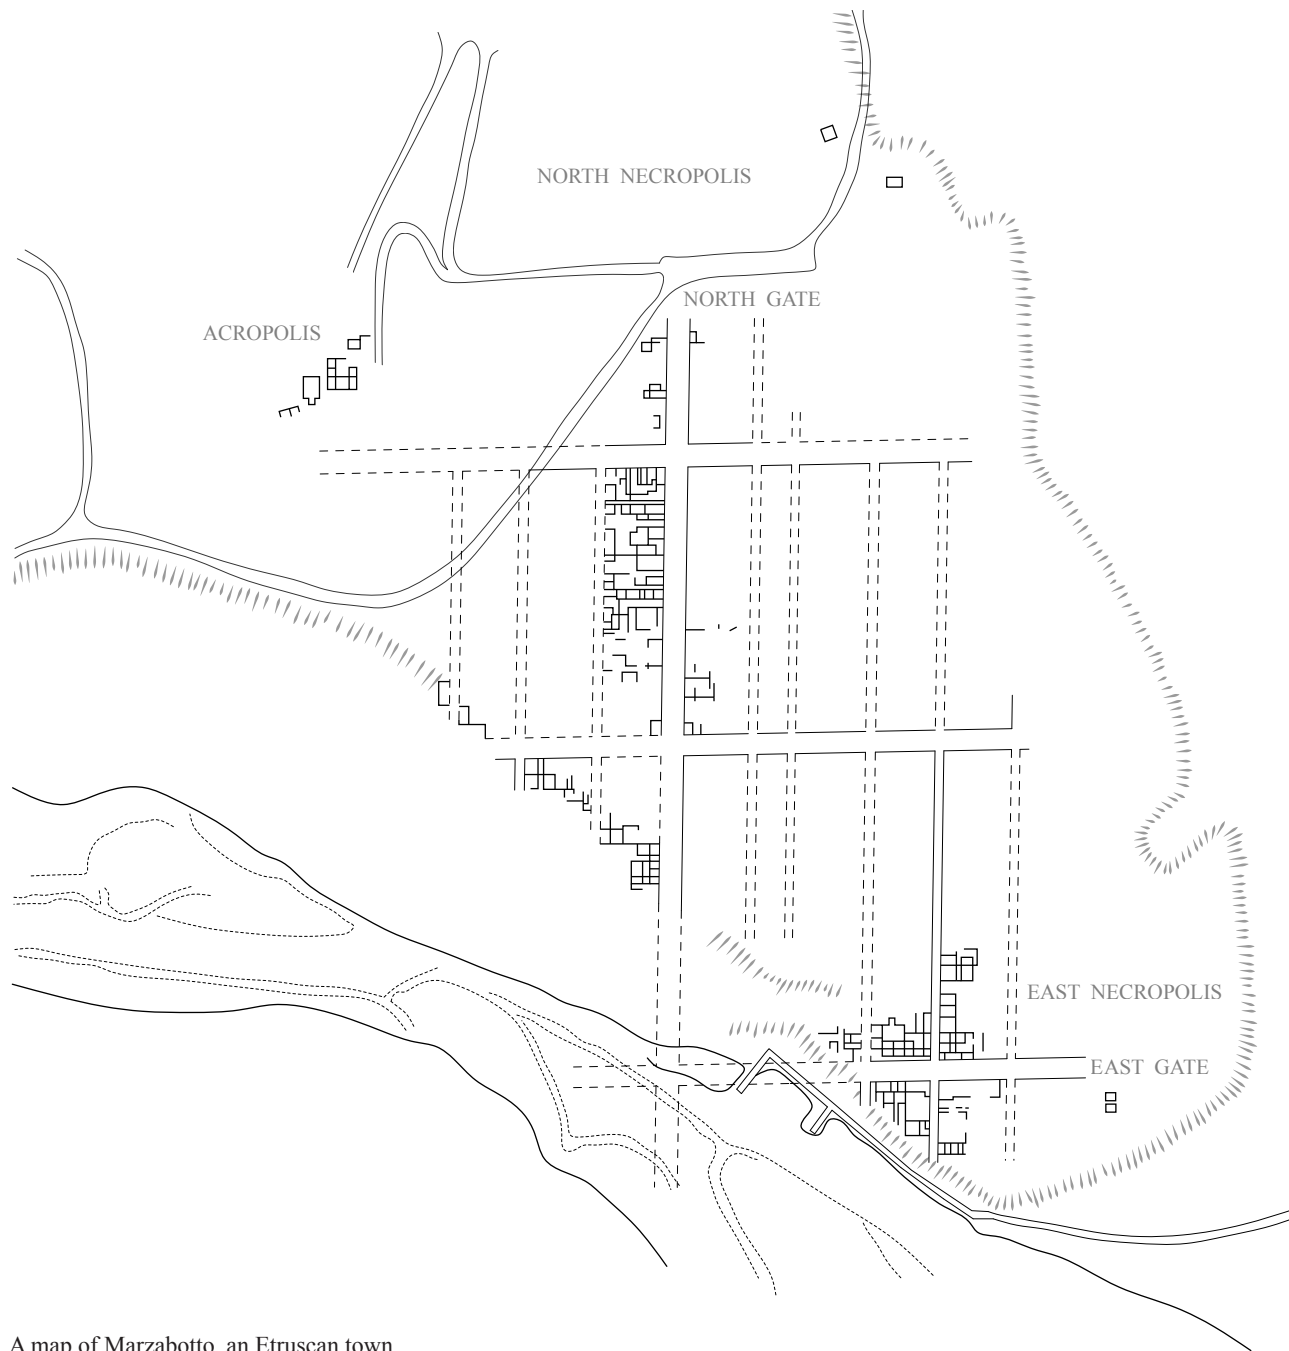 NORTH NECROPOLIS
NORTH GATE
ACROPOLIS
EAST NECROPOLIS
EAST GATE
A map of Marzabotto, an Etruscan town